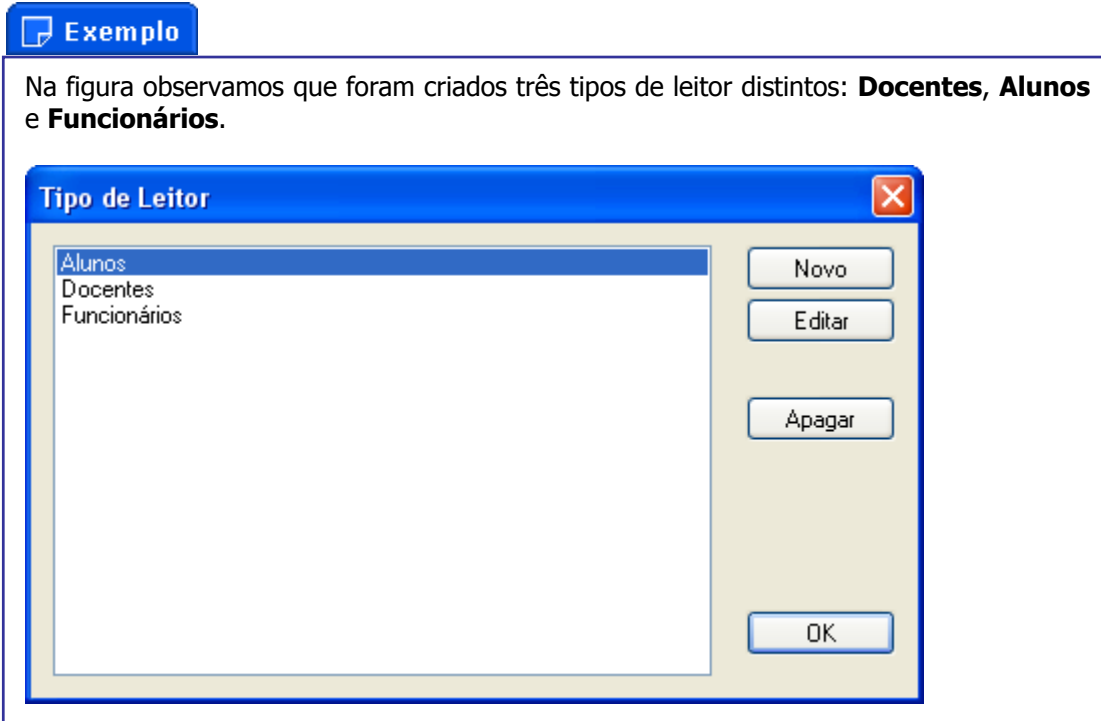 Exemplo
Na figura observamos que foram criados três tipos de leitor distintos: Docentes, Alunos
e Funcionários.
Tipo de Leitor
Alunos
Docentes
Funcionários
Novo
Editar
Apagar
OK